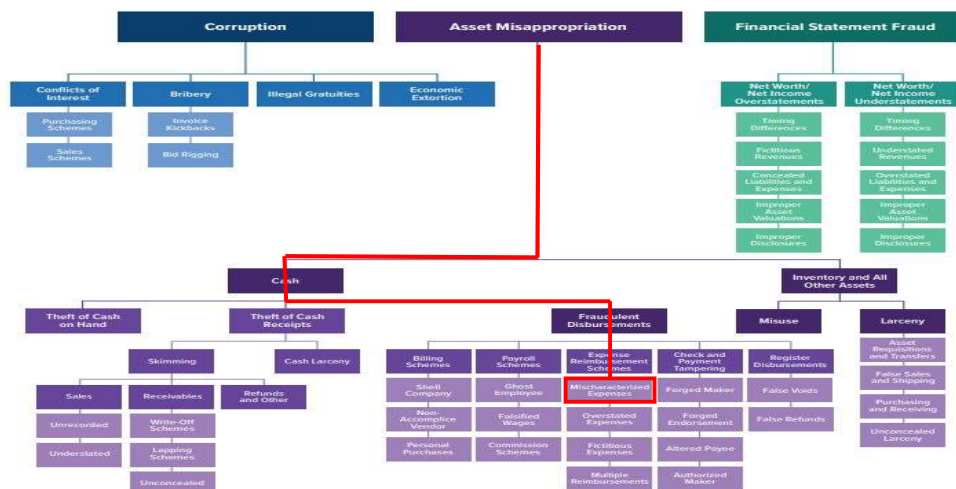 Corruption
Asset Misappropriation
Financial Statement Fraud
Conflicts of
Interest
Bribery
Illegal Gratuities
Economic
Extortion
Net Worth/
Net Income
Overstatements
Net Worth/
Net Income
Understatements
Purchasing
Schemes
Sales
Schemes
Invoice
Kickbacks
Bid Rigging
Timing
Differences
Fictitious
Revenues
Concealed
Liabilities and
Expenses
Improper
Asset
Valuations
Improper
Disclosures
Timing
Differences
Understated
Revenues
Overstated
Liabilities and
Expenses
Improper
Asset
Valuations
Improper
Disclosures
Cash
Inventory and All
Other Assets
Theft of Cash
on Hand
Theft of Cash
Receipts
Fraudulent
Disbursements
Misuse
Larceny
Skimming
Cash Larceny
Sales
Receivables
Refunds
and Other
Unrecorded
Understated
Write-Off
Schemes
Lapping
Schemes
Unconcealed
Billing Schemes
Shell
Company
Non-
Accomplice
Vendor
Personal
Purchases
Payroll Schemes
Ghost
Employee
Falsified
Wages
Commission
Schemes
Expense
Reimbursement
Schemes
Mischaracterized
Expenses
Overstated
Expenses
Fictitious
Expenses
Multiple
Reimbursements
Check and
Payment
Tampering
Forged Maker
Forged
Endorsement
Altered Payee
Authorized
Maker
Register
Disbursements
False Voids
False Refunds
Asset
Requisitions
and Transfers
False Sales
and Shipping
Purchasing
and Receiving
Unconcealed
Larceny